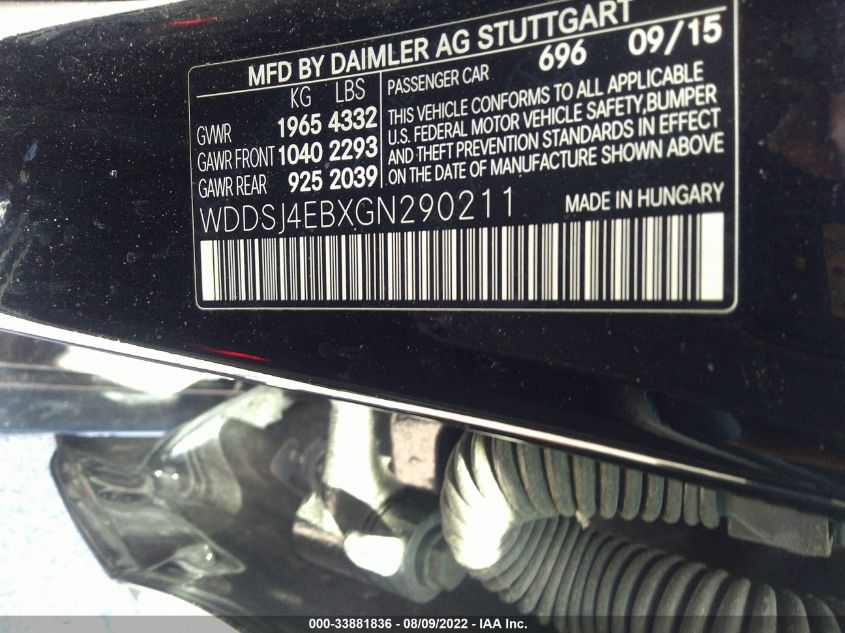 MFD BY DAIMLER AG STUTTGART
KG LBS
GVWR 1965 4332
GAWR FRONT 1040 2293
GAWR REAR 925 2039
PASSENGER CAR 696 09/15
THIS VEHICLE CONFORMS TO ALL APPLICABLE
U.S. FEDERAL MOTOR VEHICLE SAFETY, BUMPER
AND THEFT PREVENTION STANDARDS IN EFFECT
ON THE DATE OF MANUFACTURE SHOWN ABOVE
WDDSJ4EBXGN290211 MADE IN HUNGARY
000-33881836 - 08/09/2022 - IAA Inc.